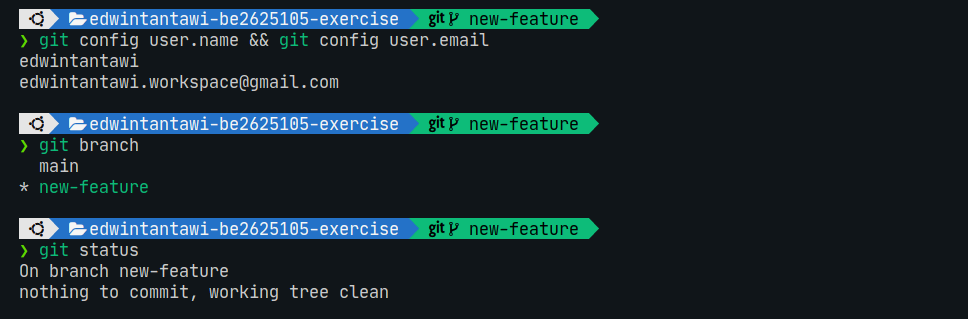 edwintantawi-be2625105-exercise git new-feature
❯ git config user.name && git config user.email
edwintantawi
edwintantawi.workspace@gmail.com
edwintantawi-be2625105-exercise git new-feature
❯ git branch
main
* new-feature
edwintantawi-be2625105-exercise git new-feature
❯ git status
On branch new-feature
nothing to commit, working tree clean